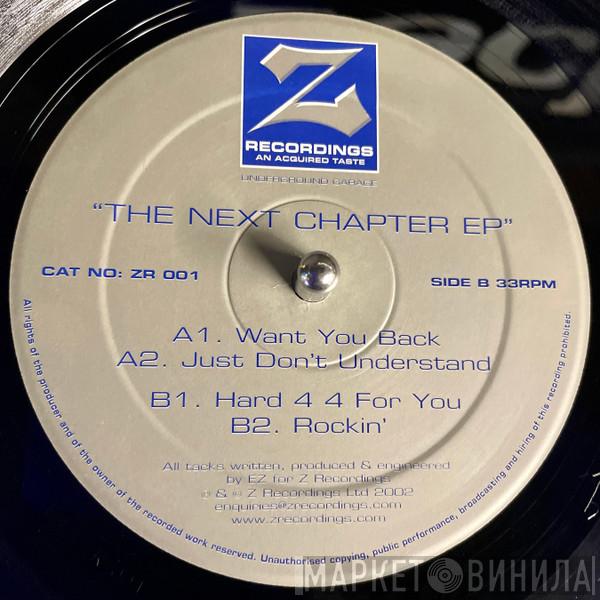 Z
RECORDINGS
AN ACQUIRED TASTE
UNDERGROUND GARAGE
"THE NEXT CHAPTER EP"
CAT NO: ZR 001
SIDE B 33RPM
A1. Want You Back
A2. Just Don't Understand
B1. Hard 4 4 For You
B2. Rockin'
All tacks written, produced & engineered
by EZ for Z Recordings
℗ & © Z Recordings Ltd 2002
enquiries@zrecordings.com
www.zrecordings.com
All rights of the producer and of the owner of the recorded work reserved. Unauthorised copying, public performance, broadcasting and hiring of this recording prohibited.
МАРКЕТ ВИНИЛА